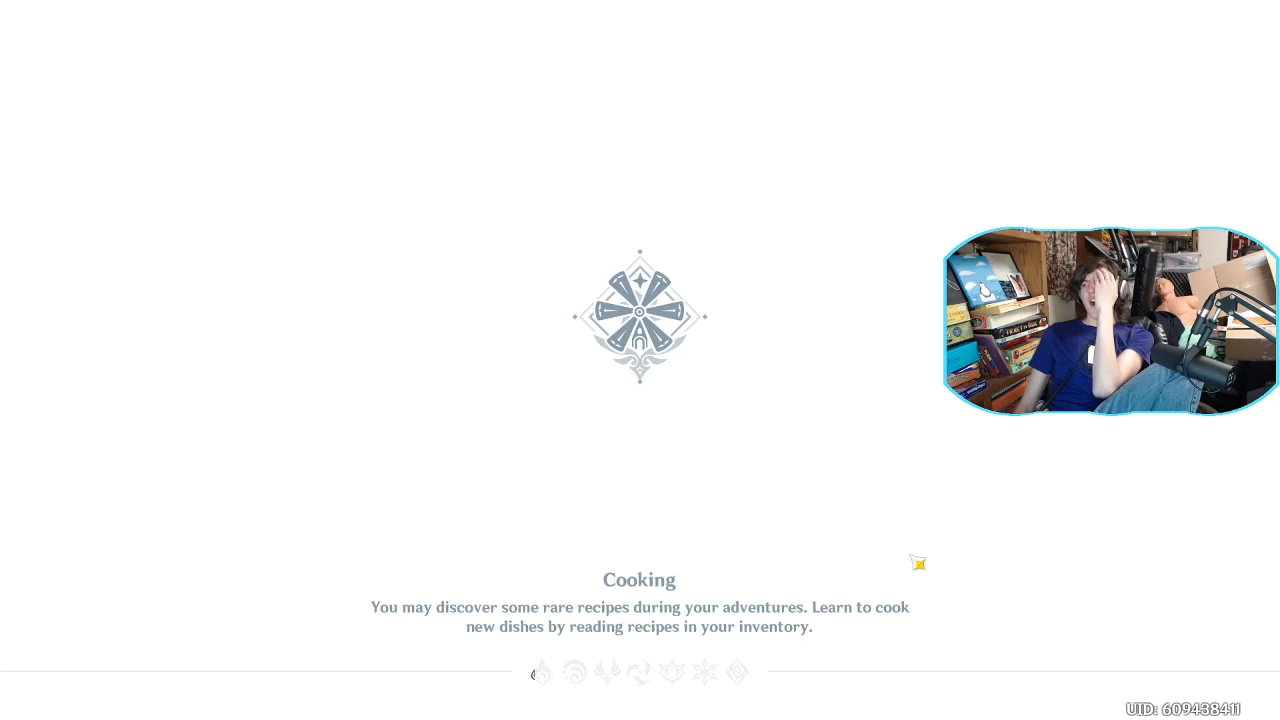 Cooking
You may discover some rare recipes during your adventures. Learn to cook
new dishes by reading recipes in your inventory.
UID: 609438411